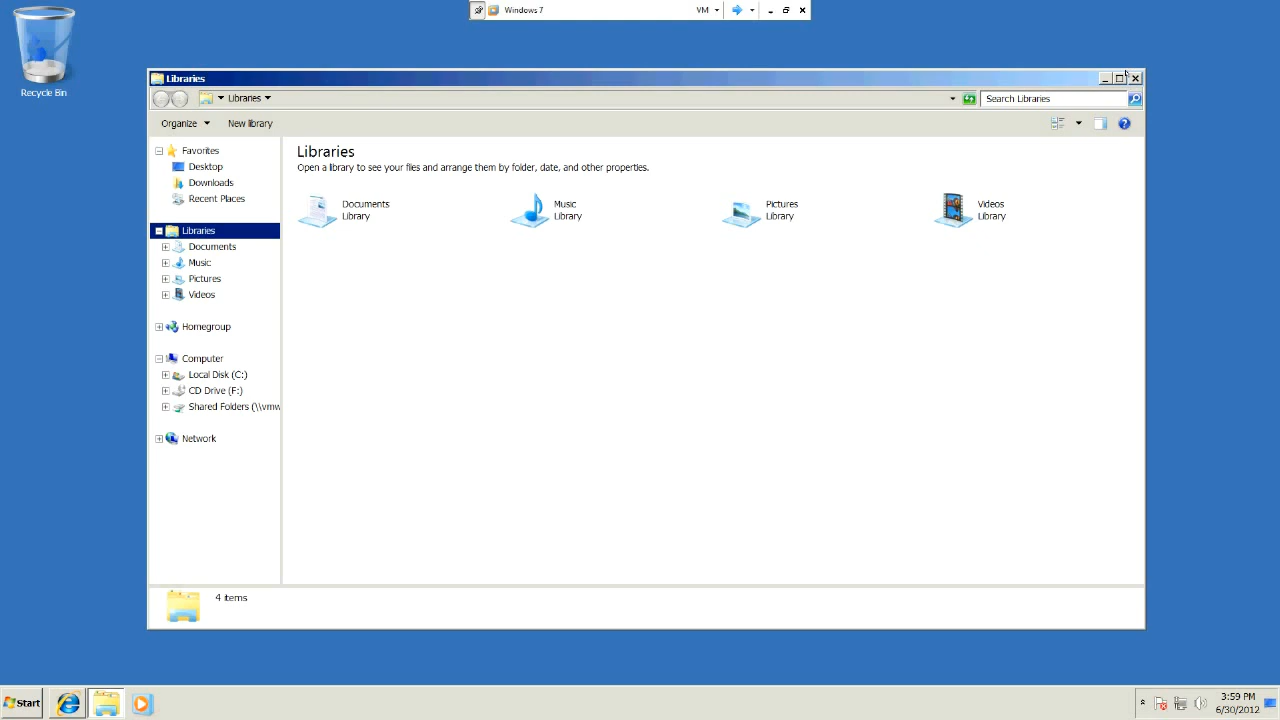 Windows 7
VM
Recycle Bin
Libraries
Libraries
Search Libraries
Organize
New library
Favorites
Desktop
Downloads
Recent Places
Libraries
Documents
Music
Pictures
Videos
Homegroup
Computer
Local Disk (C:)
CD Drive (F:)
Shared Folders (\\vmw
Network
Libraries
Open a library to see your files and arrange them by folder, date, and other properties.
Documents
Library
Music
Library
Pictures
Library
Videos
Library
4 items
Start
3:59 PM
6/30/2012